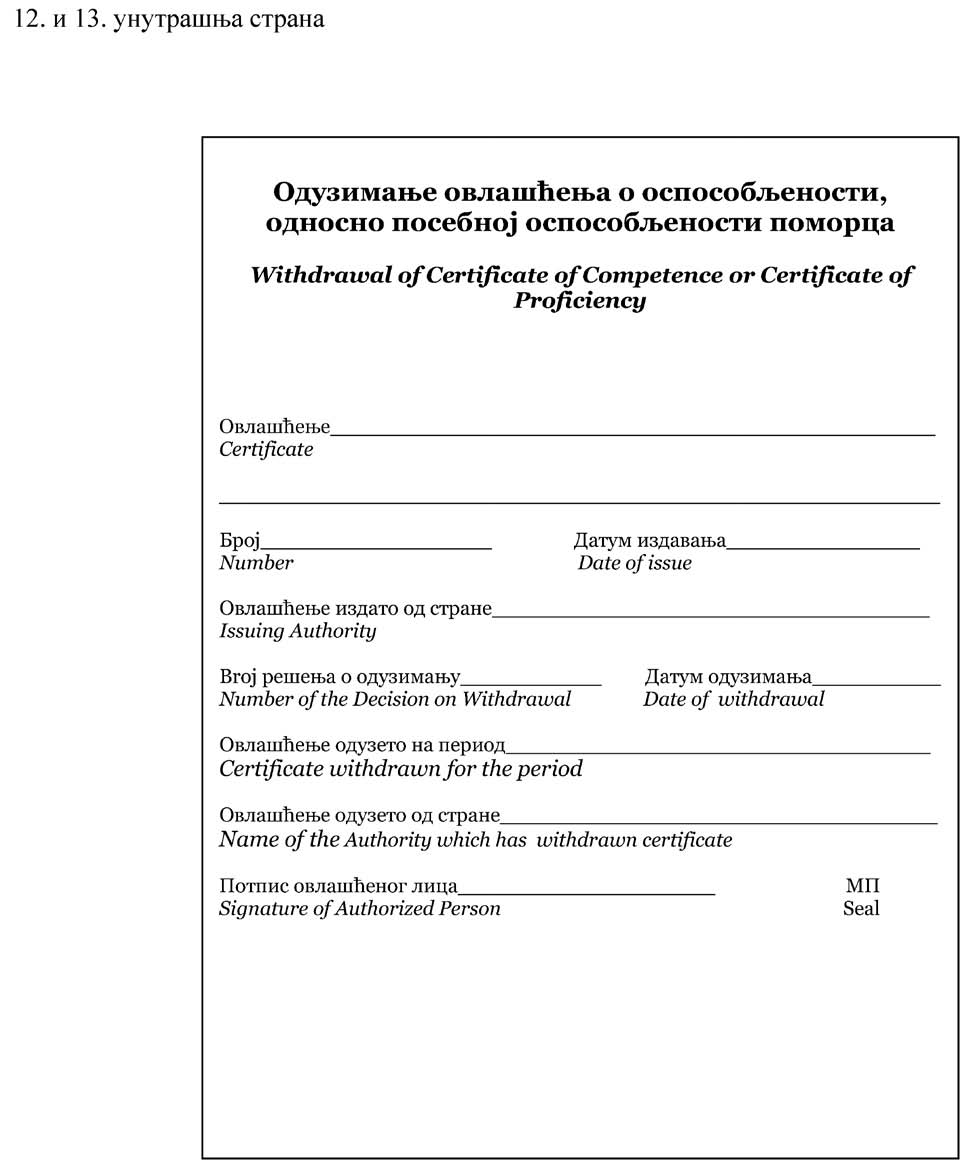 12. и 13. унутрашња страна
Одузимање овлашћења о оспособљености,
односно посебној оспособљености поморца
Withdrawal of Certificate of Competence or Certificate of
Proficiency
Овлашћење
Certificate
Број Датум издавања
Number Date of issue
Овлашћење издато од стране
Issuing Authority
Brој решења о одузимању Датум одузимања
Number of the Decision on Withdrawal Date of withdrawal
Овлашћење одузето на период
Certificate withdrawn for the period
Овлашћење одузето од стране
Name of the Authority which has withdrawn certificate
Потпис овлашћеног лица МП
Signature of Authorized Person Seal